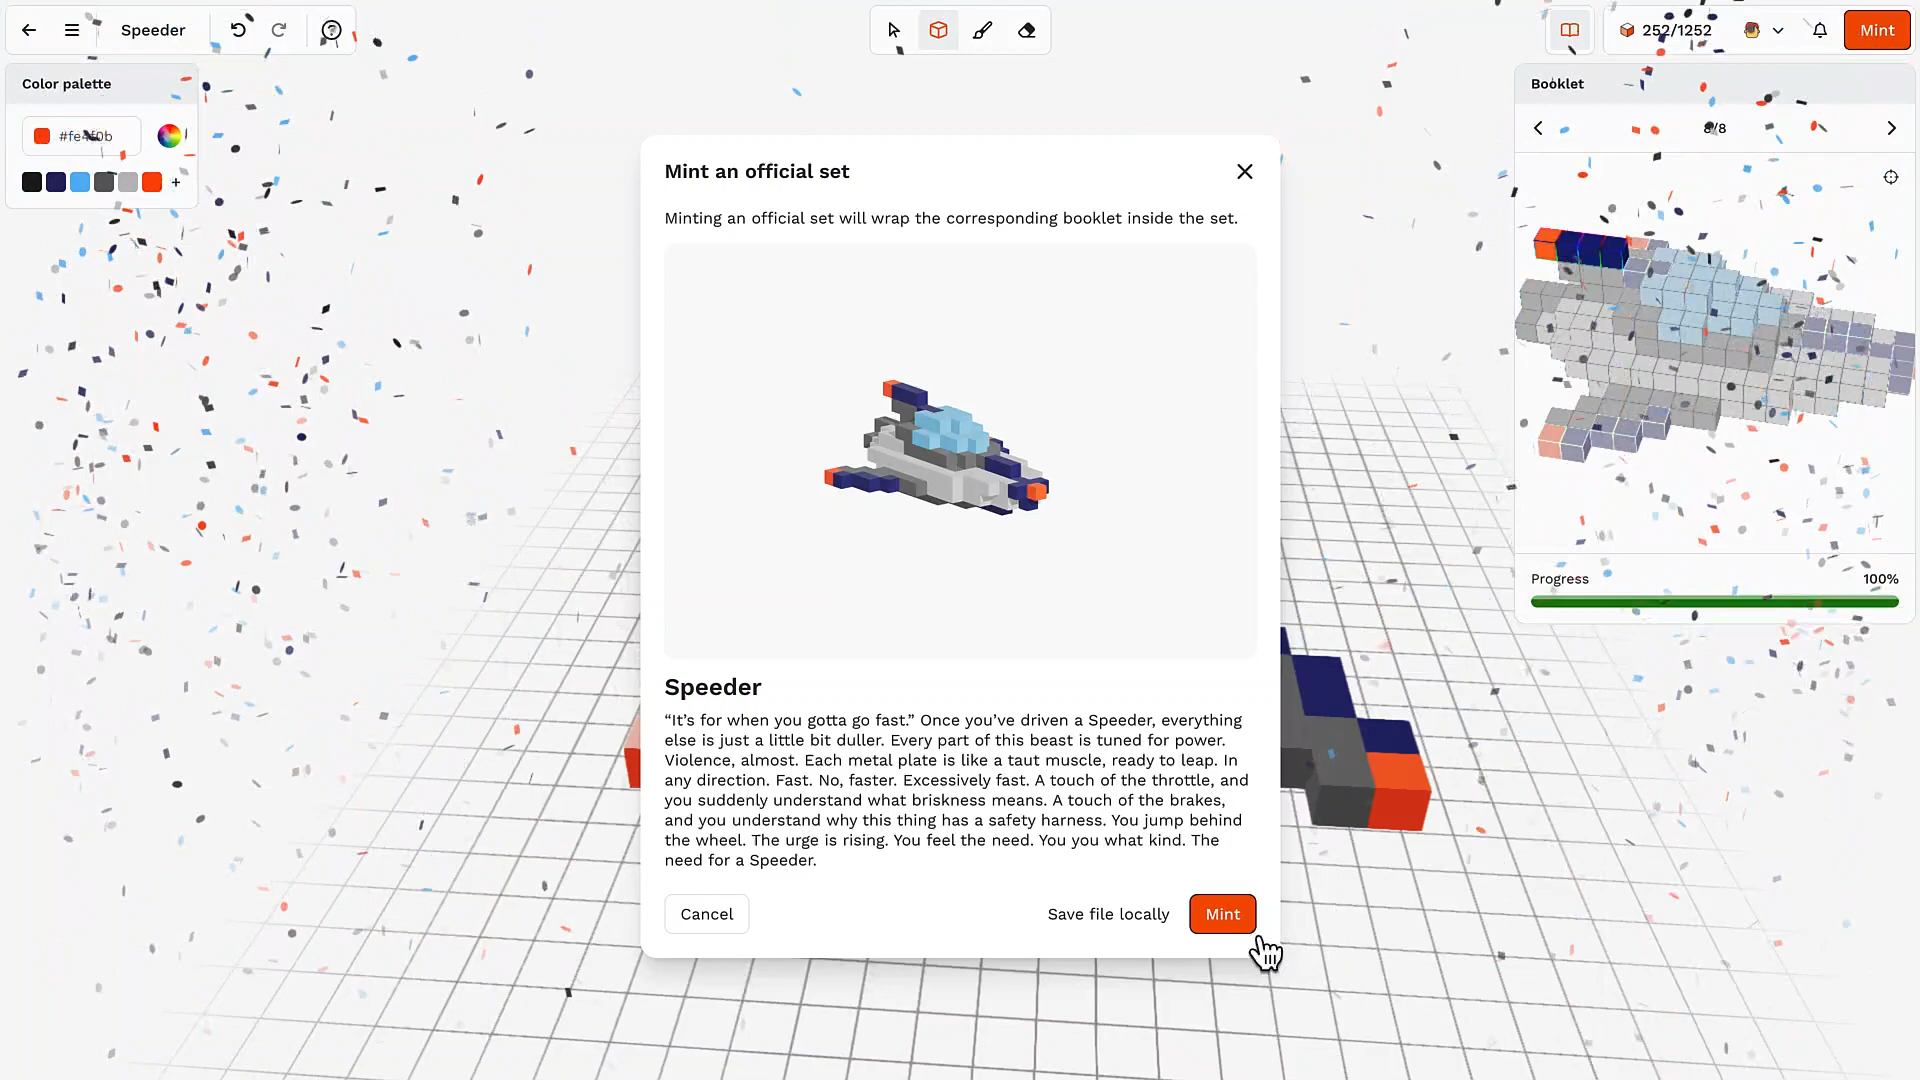 Speeder
252/1252
Mint
Color palette
#fe4f0b
Booklet
8/8
Mint an official set
Minting an official set will wrap the corresponding booklet inside the set.
Speeder
“It’s for when you gotta go fast.” Once you’ve driven a Speeder, everything
else is just a little bit duller. Every part of this beast is tuned for power.
Violence, almost. Each metal plate is like a taut muscle, ready to leap. In
any direction. Fast. No, faster. Excessively fast. A touch of the throttle, and
you suddenly understand what briskness means. A touch of the brakes,
and you understand why this thing has a safety harness. You jump behind
the wheel. The urge is rising. You feel the need. You you what kind. The
need for a Speeder.
Cancel
Save file locally
Mint
Progress
100%